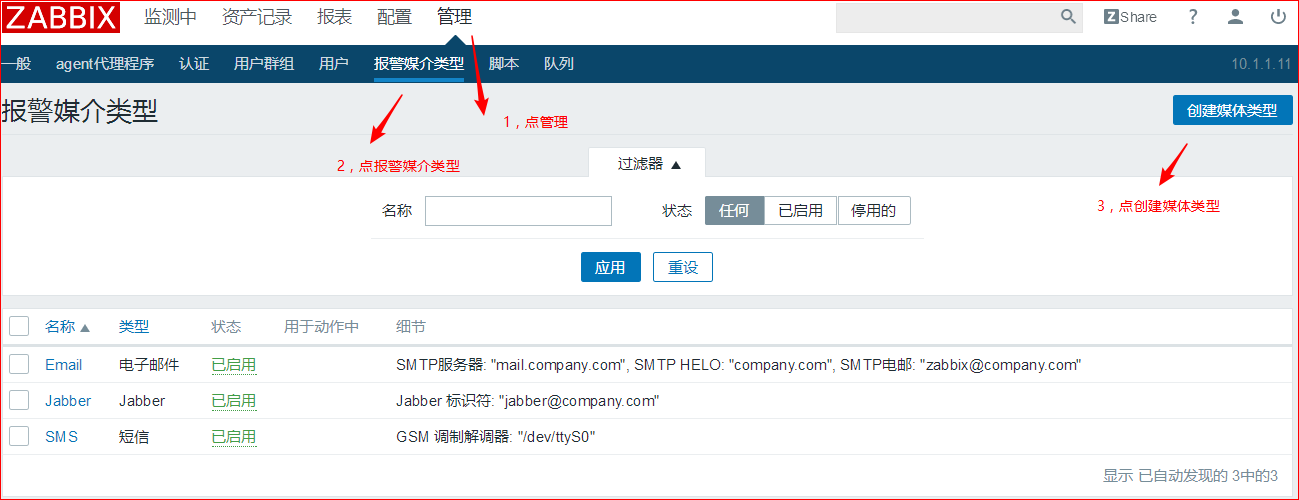 ZABBIX 监测中 资产记录 报表 配置 管理 Z Share ?
一般 agent代理程序 认证 用户群组 用户 报警媒介类型 脚本 队列 10.1.1.11
报警媒介类型 创建媒体类型
1，点管理
2，点报警媒介类型
过滤器 ▲
3，点创建媒体类型
名称 状态 任何 已启用 停用的
应用 重设
名称 ▲ 类型 状态 用于动作中 细节
Email 电子邮件 已启用 SMTP服务器: "mail.company.com", SMTP HELO: "company.com", SMTP电邮: "zabbix@company.com"
Jabber Jabber 已启用 Jabber 标识符: "jabber@company.com"
SMS 短信 已启用 GSM 调制解调器: "/dev/ttyS0"
显示 已自动发现的 3中的3